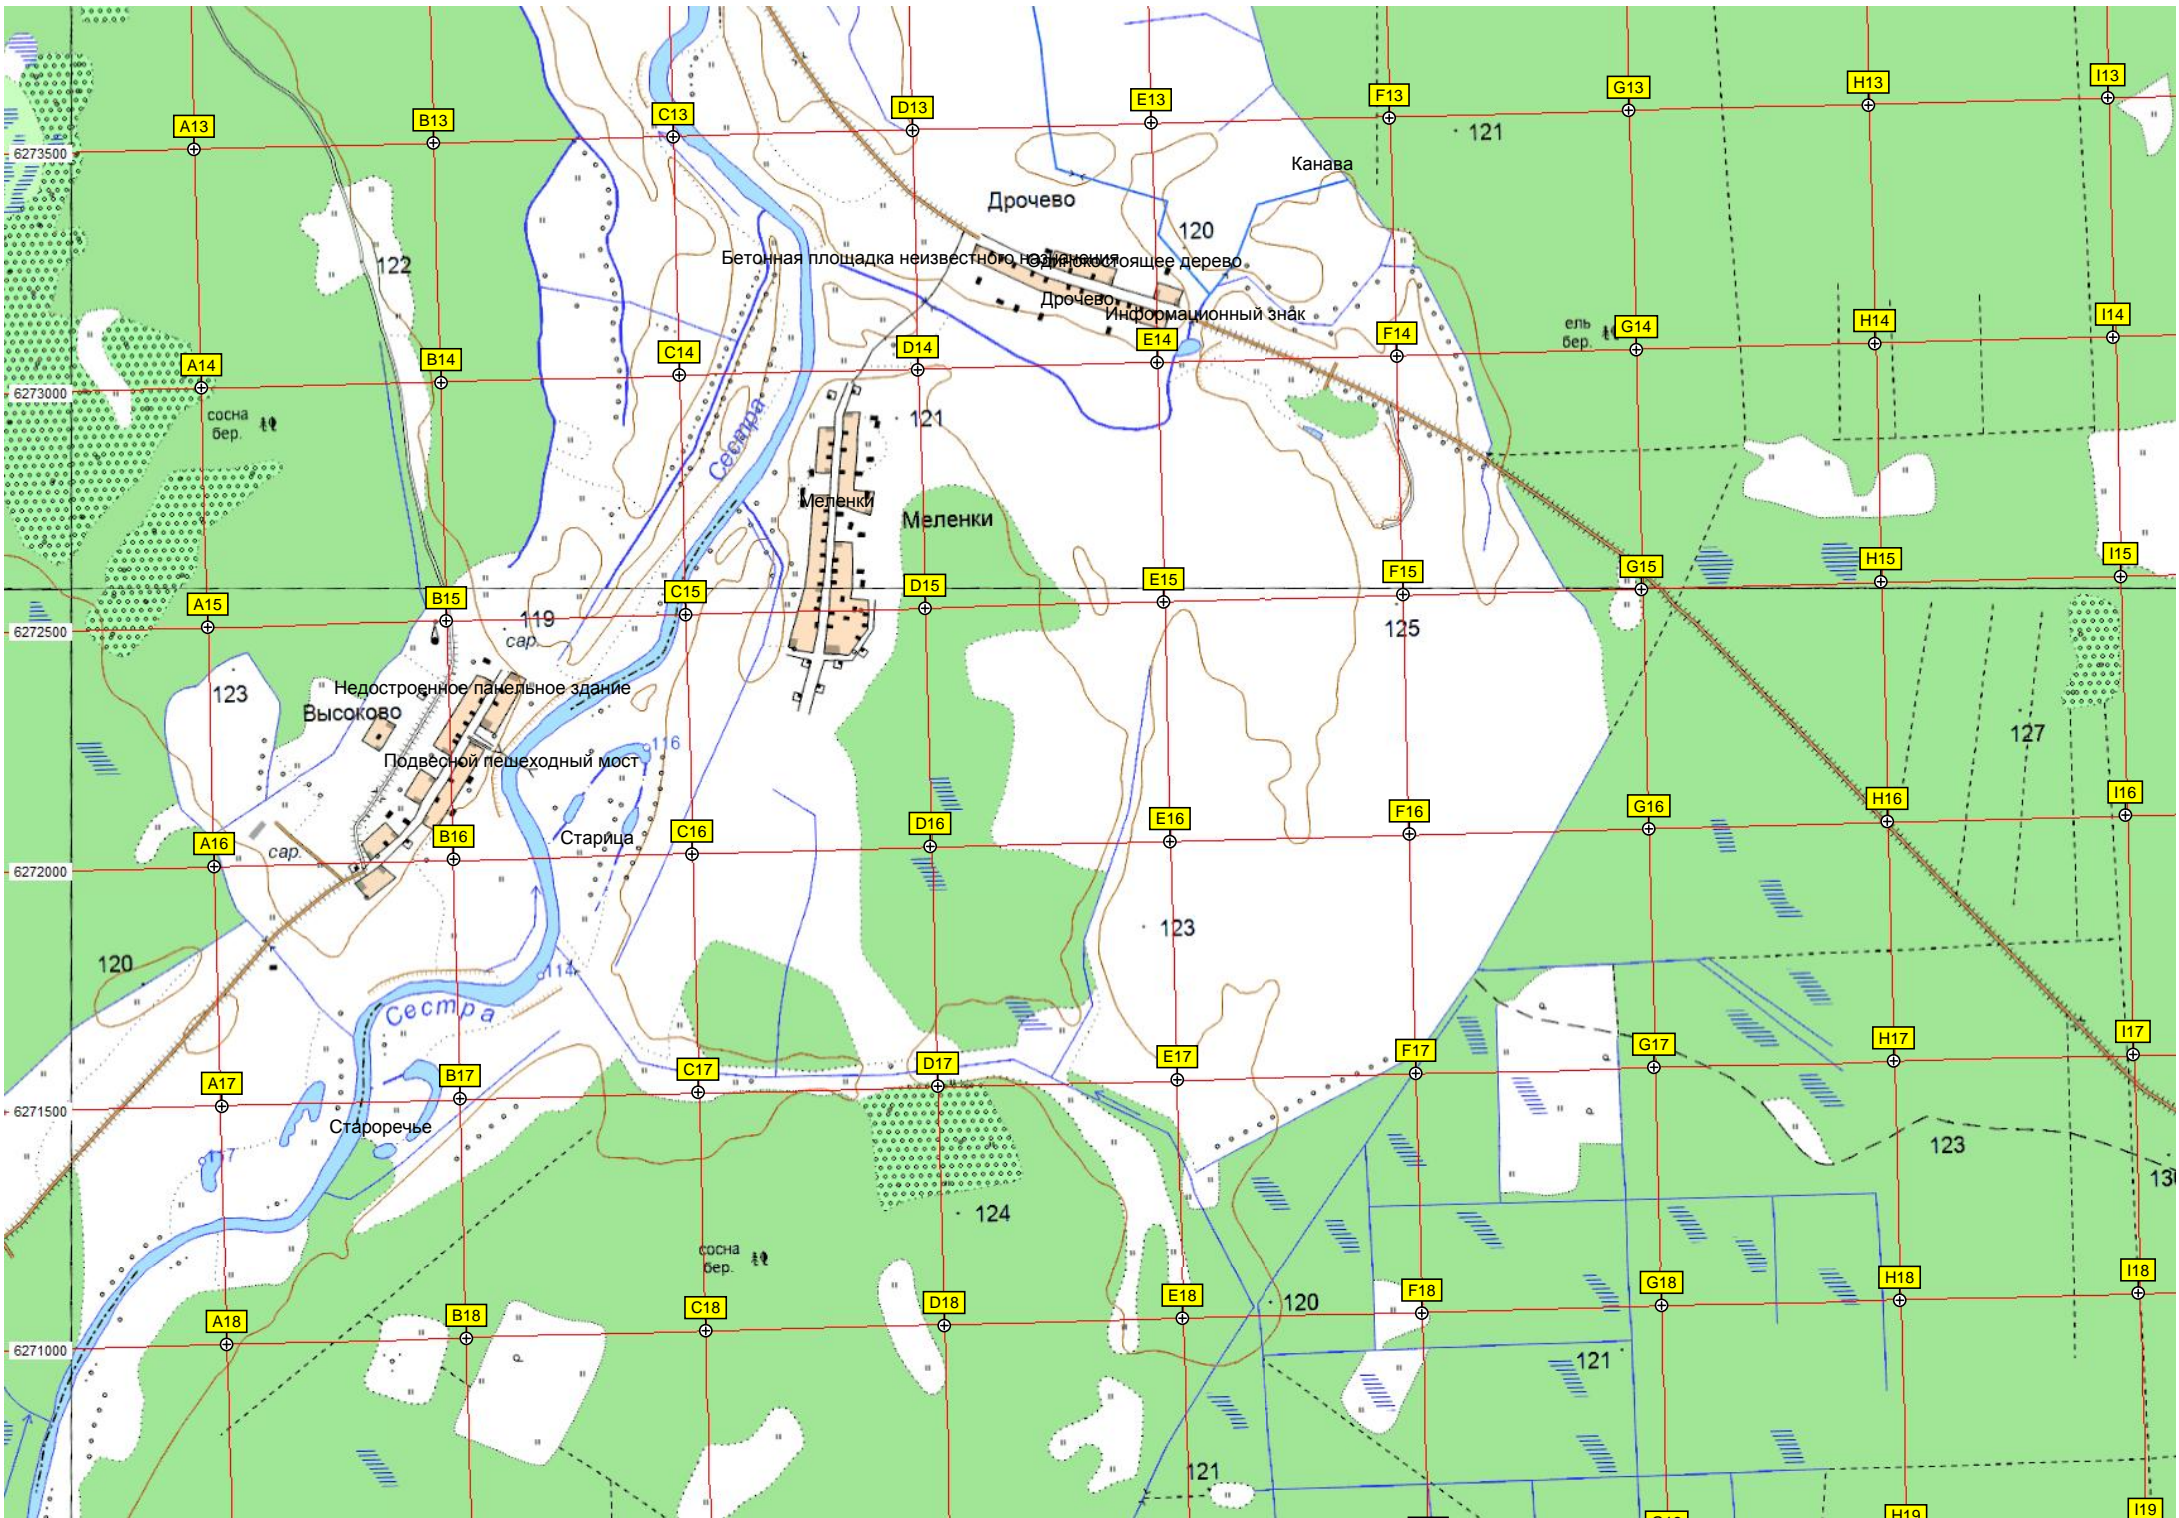 I13
H13
G13
F13
E13
D13
C13
B13
A13
121
6273500
Канава
Дрочево
120
122
Бетонная площадка неизвестного назначения
Одинокостоящее дерево
Дрочево
Информационный знак
I14
H14
G14
F14
E14
D14
C14
B14
A14
ель
бер.
6273000
сосна
бер.
121
Сестра
Меленки
Меленки
I15
H15
G15
F15
E15
D15
C15
B15
A15
119
сар.
125
6272500
123
Недостроенное панельное здание
Высоково
127
116
Подвесной пешеходный мост
I16
H16
G16
F16
E16
D16
C16
B16
A16
Старица
сар.
6272000
123
120
114
Сестра
I17
H17
G17
F17
E17
D17
C17
B17
A17
6271500
Староречье
117
123
130
124
сосна
бер.
I18
H18
G18
F18
E18
D18
C18
B18
A18
120
6271000
121
121
I19
H19